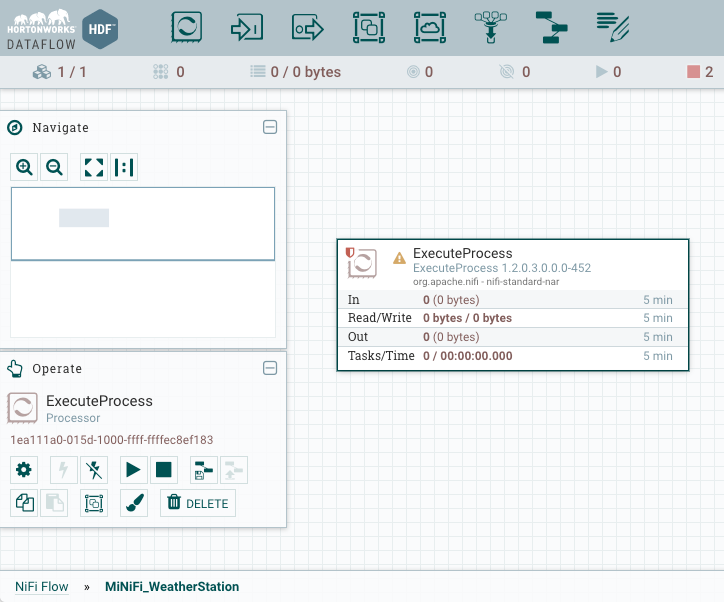 HORTONWORKS
DATAFLOW
HDF
1 / 1
0
0 / 0 bytes
0
0
0
2
Navigate
ExecuteProcess
ExecuteProcess 1.2.0.3.0.0.0-452
org.apache.nifi - nifi-standard-nar
In 0 (0 bytes) 5 min
Read/Write 0 bytes / 0 bytes 5 min
Out 0 (0 bytes) 5 min
Tasks/Time 0 / 00:00:00.000 5 min
Operate
ExecuteProcess
Processor
1ea111a0-015d-1000-ffff-ffffec8ef183
DELETE
NiFi Flow » MiNiFi_WeatherStation